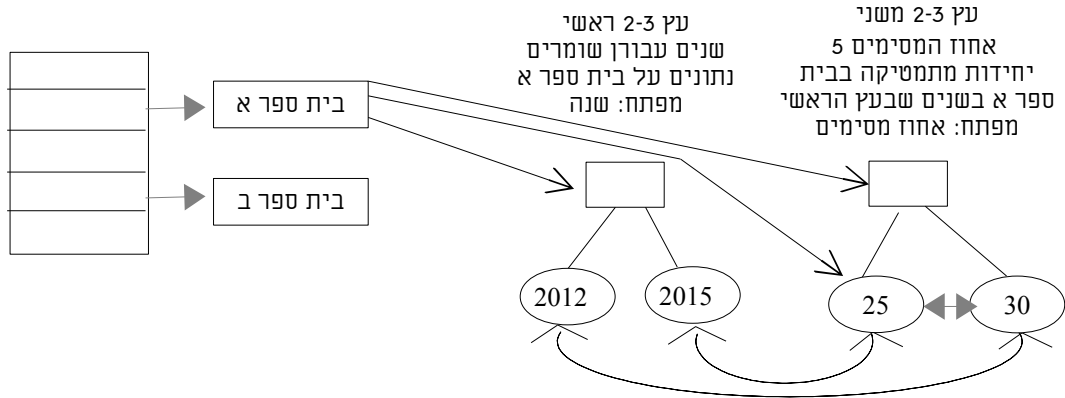 עץ 2-3 ראשי
שנים עבורן שומרים
נתונים על בית ספר א
מפתח: שנה
עץ 2-3 משני
אחוז המסימים 5
יחידות מתמטיקה בבית
ספר א בשנים שבעץ הראשי
מפתח: אחוז מסימים
בית ספר א
בית ספר ב
2012
2015
25
30